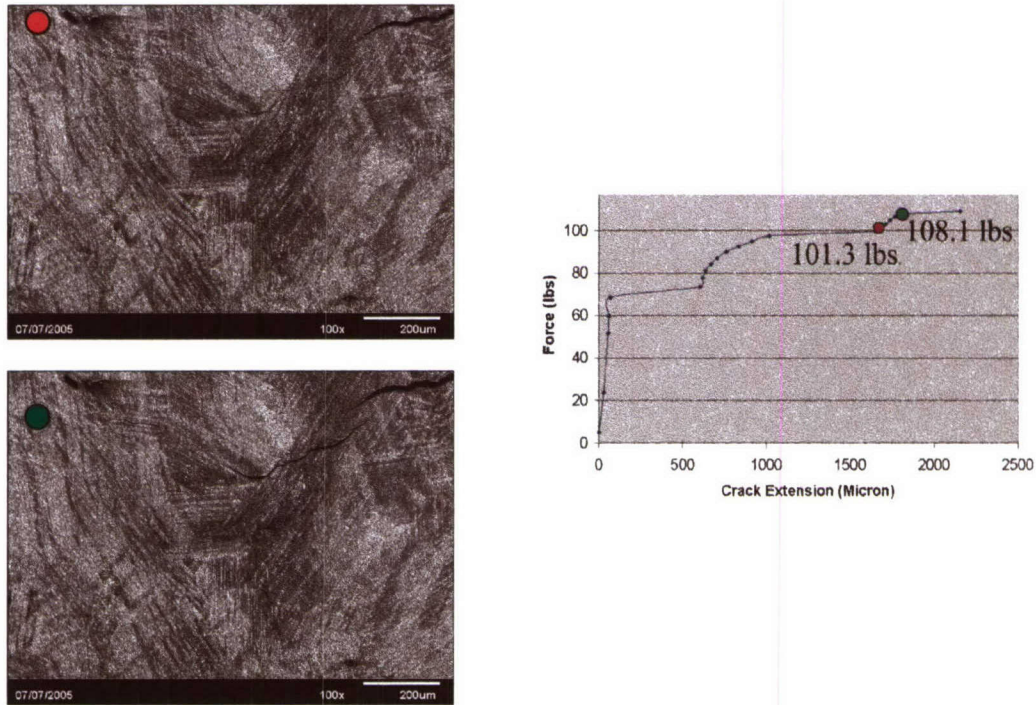 07/07/2005 100x 200um
07/07/2005 100x 200um
Force (lbs)
100
80
60
40
20
0
101.3 lbs.
108.1 lbs
0 500 1000 1500 2000 2500
Crack Extension (Micron)